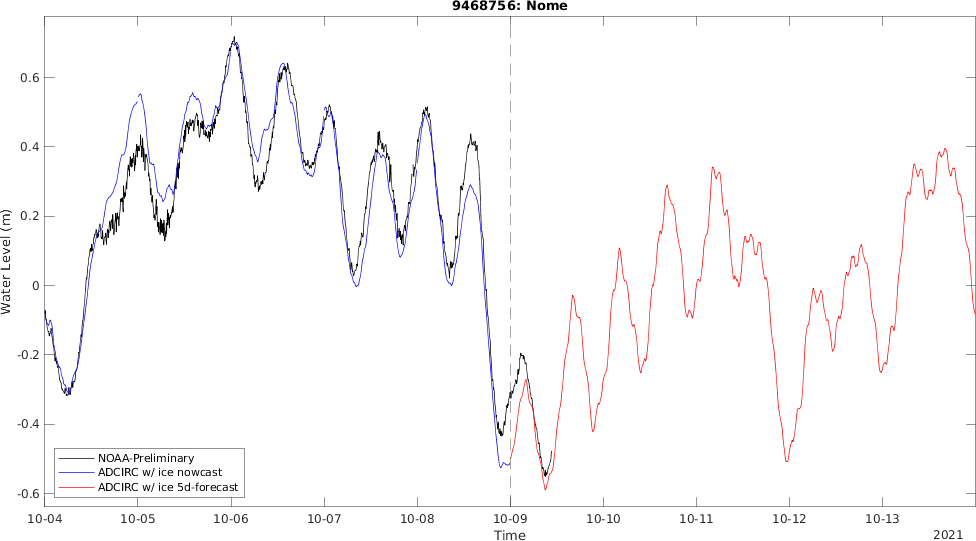 9468756: Nome
Water Level (m)
0.6
0.4
0.2
0
-0.2
-0.4
-0.6
NOAA-Preliminary
ADCIRC w/ ice nowcast
ADCIRC w/ ice 5d-forecast
10-04 10-05 10-06 10-07 10-08 10-09 10-10 10-11 10-12 10-13
Time
2021